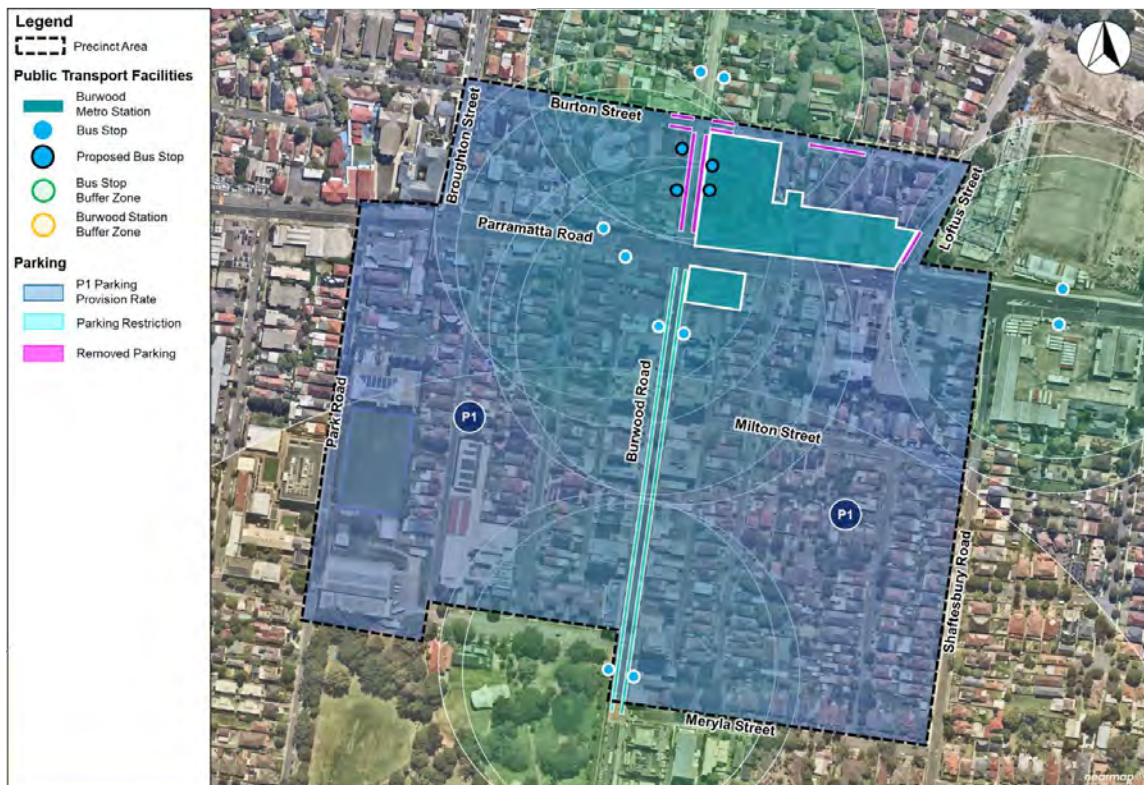 Legend
Precinct Area
Public Transport Facilities
Burwood
Metro Station
Bus Stop
Proposed Bus Stop
Bus Stop
Buffer Zone
Burwood Station
Buffer Zone
Parking
P1 Parking
Provision Rate
Parking Restriction
Removed Parking
Burton Street
Broughton Street
Loftus Street
Parramatta Road
Park Road
P1
Burwood Road
Milton Street
P1
Shaftesbury Road
Meryla Street
nearmap